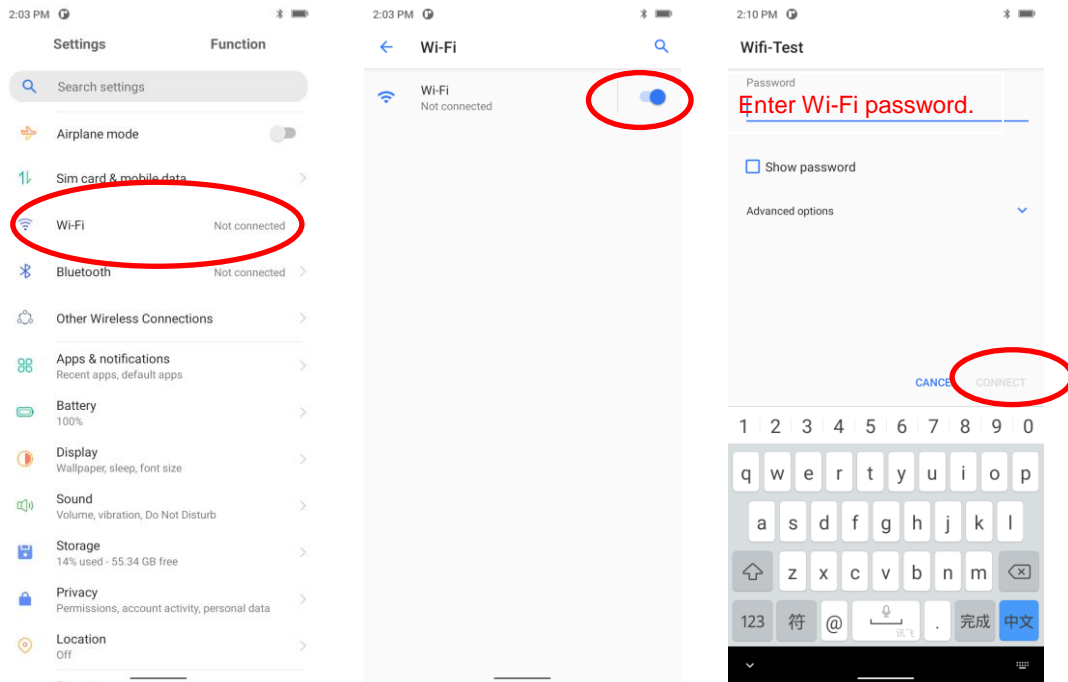 2:03 PM
Settings
Function
Search settings
Airplane mode
Sim card & mobile data
Wi-Fi
Not connected
Bluetooth
Not connected
Other Wireless Connections
Apps & notifications
Recent apps, default apps
Battery
100%
Display
Wallpaper, sleep, font size
Sound
Volume, vibration, Do Not Disturb
Storage
14% used - 55.34 GB free
Privacy
Permissions, account activity, personal data
Location
Off
2:03 PM
Wi-Fi
Wi-Fi
Not connected
2:10 PM
Wifi-Test
Password
Enter Wi-Fi password.
Show password
Advanced options
CANCE
CONNECT
1 2 3 4 5 6 7 8 9 0
q w e r t y u i o p
a s d f g h j k l
z x c v b n m
123 符 @ 讯飞 . 完成 中文